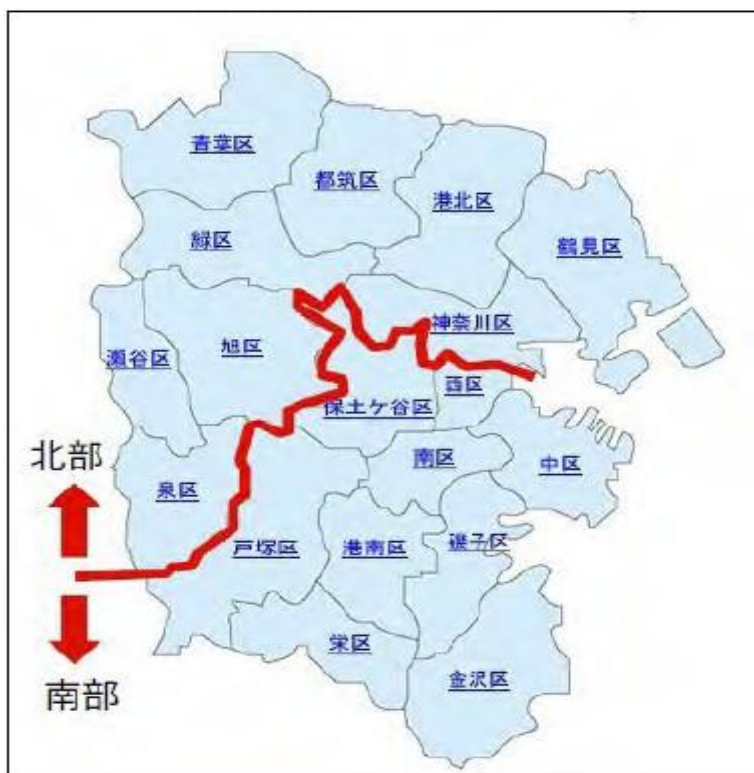 青葉区
都筑区
港北区
緑区
鶴見区
神奈川区
瀬谷区
旭区
西区
保土ケ谷区
北部
泉区
南区
中区
戸塚区
港南区
磯子区
栄区
金沢区
南部